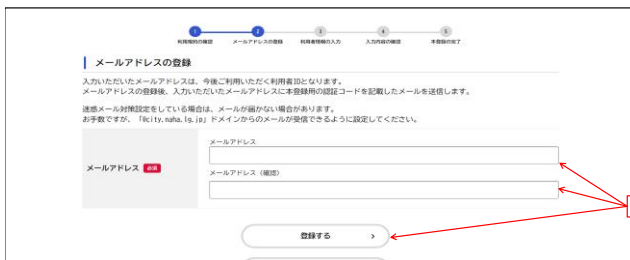 1 2 3 4 5
利用規約の確認 メールアドレスの登録 利用者情報の入力 入力内容の確認 本登録の完了
メールアドレスの登録
入力いただいたメールアドレスは、今後ご利用いただく利用者IDとなります。
メールアドレスの登録後、入力いただいたメールアドレスに本登録用の認証コードを記載したメールを送信します。
迷惑メール対策設定をしている場合は、メールが届かない場合があります。
お手数ですが、「@city.naha.lg.jp」ドメインからのメールが受信できるように設定してください。
メールアドレス
メールアドレス 必須
メールアドレス（確認）
登録する